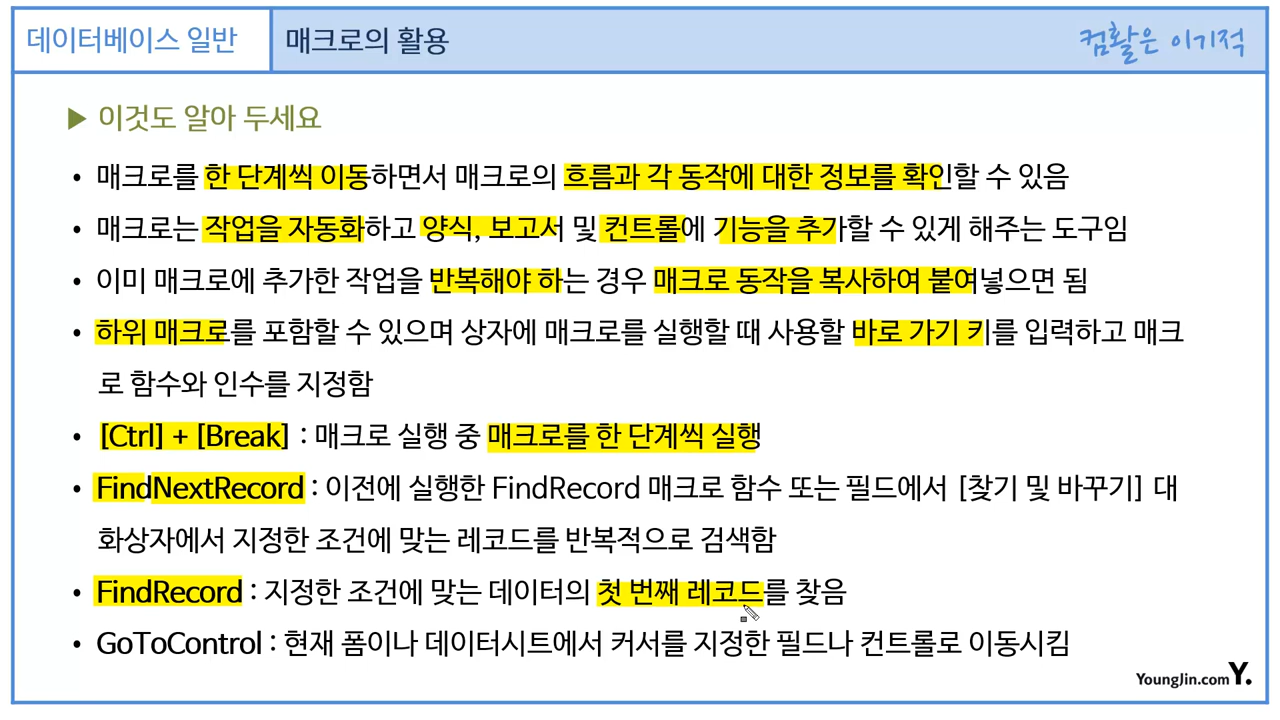 데이터베이스 일반
매크로의 활용
컴활은 이기적
▶ 이것도 알아 두세요
• 매크로를 한 단계씩 이동하면서 매크로의 흐름과 각 동작에 대한 정보를 확인할 수 있음
• 매크로는 작업을 자동화하고 양식, 보고서 및 컨트롤에 기능을 추가할 수 있게 해주는 도구임
• 이미 매크로에 추가한 작업을 반복해야 하는 경우 매크로 동작을 복사하여 붙여넣으면 됨
• 하위 매크로를 포함할 수 있으며 상자에 매크로를 실행할 때 사용할 바로 가기 키를 입력하고 매크
로 함수와 인수를 지정함
• [Ctrl] + [Break] : 매크로 실행 중 매크로를 한 단계씩 실행
• FindNextRecord : 이전에 실행한 FindRecord 매크로 함수 또는 필드에서 [찾기 및 바꾸기] 대
화상자에서 지정한 조건에 맞는 레코드를 반복적으로 검색함
• FindRecord : 지정한 조건에 맞는 데이터의 첫 번째 레코드를 찾음
• GoToControl : 현재 폼이나 데이터시트에서 커서를 지정한 필드나 컨트롤로 이동시킴
YoungJin.com Y.